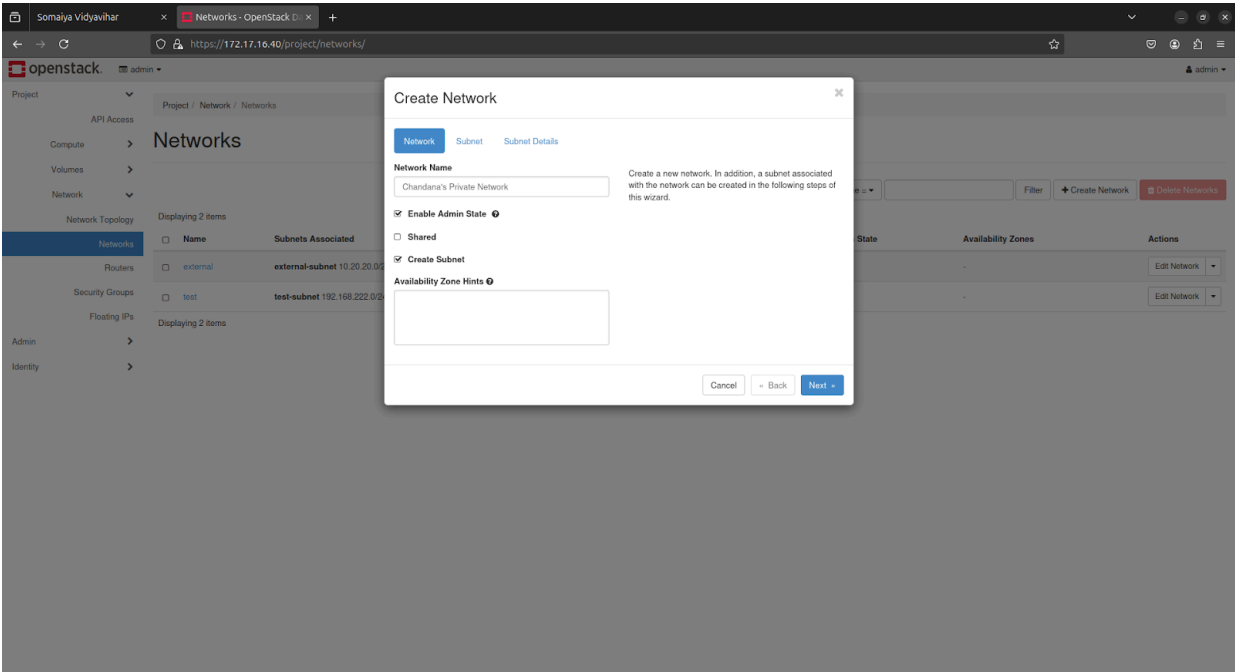 Somaiya Vidyavihar
Networks - OpenStack Da
https://172.17.16.40/project/networks/
openstack. admin
admin
Project
API Access
Compute
Volumes
Network
Network Topology
Networks
Routers
Security Groups
Floating IPs
Admin
Identity
Project / Network / Networks
Networks
Filter + Create Network Delete Networks
Displaying 2 items
Name Subnets Associated State Availability Zones Actions
external external-subnet 10.20.20.0/2 - Edit Network
test test-subnet 192.168.222.0/24 - Edit Network
Displaying 2 items
Create Network
Network Subnet Subnet Details
Network Name
Chandana's Private Network
Enable Admin State
Shared
Create Subnet
Availability Zone Hints
Create a new network. In addition, a subnet associated
with the network can be created in the following steps of
this wizard.
Cancel « Back Next »